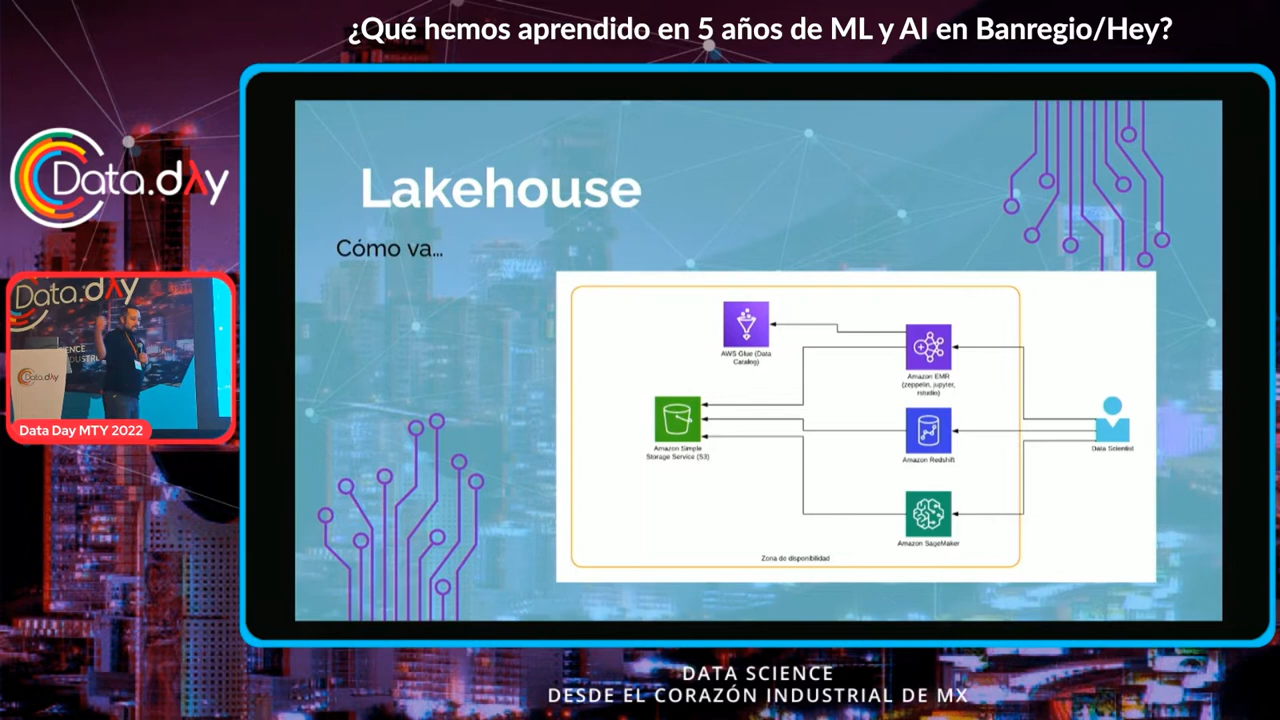 ¿Qué hemos aprendido en 5 años de ML y AI en Banregio/Hey?
Data.day
Lakehouse
Cómo va...
AWS Glue (Data
Catalog)
Amazon EMR
(zeppelin, jupyter,
rstudio)
Amazon Simple
Storage Service (S3)
Amazon Redshift
Data Scientist
Amazon SageMaker
Zona de disponibilidad
Data.day
Data.day
Data Day MTY 2022
DATA SCIENCE
DESDE EL CORAZÓN INDUSTRIAL DE MX